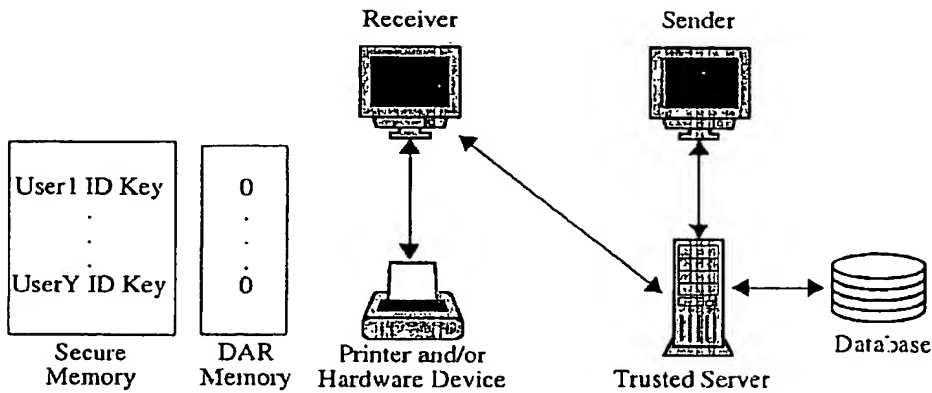 Receiver
Sender
User1 ID Key
0
UserY ID Key
0
Secure
Memory
DAR
Memory
Printer and/or
Hardware Device
Trusted Server
Database